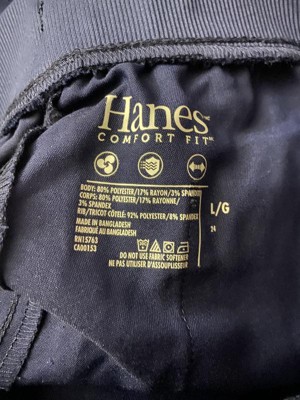 Hanes
COMFORT FIT
BODY: 80% POLYESTER/17% RAYON/3% SPANDEX
CORPS: 80% POLYESTER/17% RAYONNE/
3% SPANDEX
RIB/TRICOT CÔTELÉ: 92% POLYESTER/8% SPANDEX
MADE IN BANGLADESH
FABRIQUÉ AU BANGLADESH
RN15763
CA00153
DO NOT USE FABRIC SOFTENER
NE PAS UTILISER D'ASSOUPLISSEUR
L/G